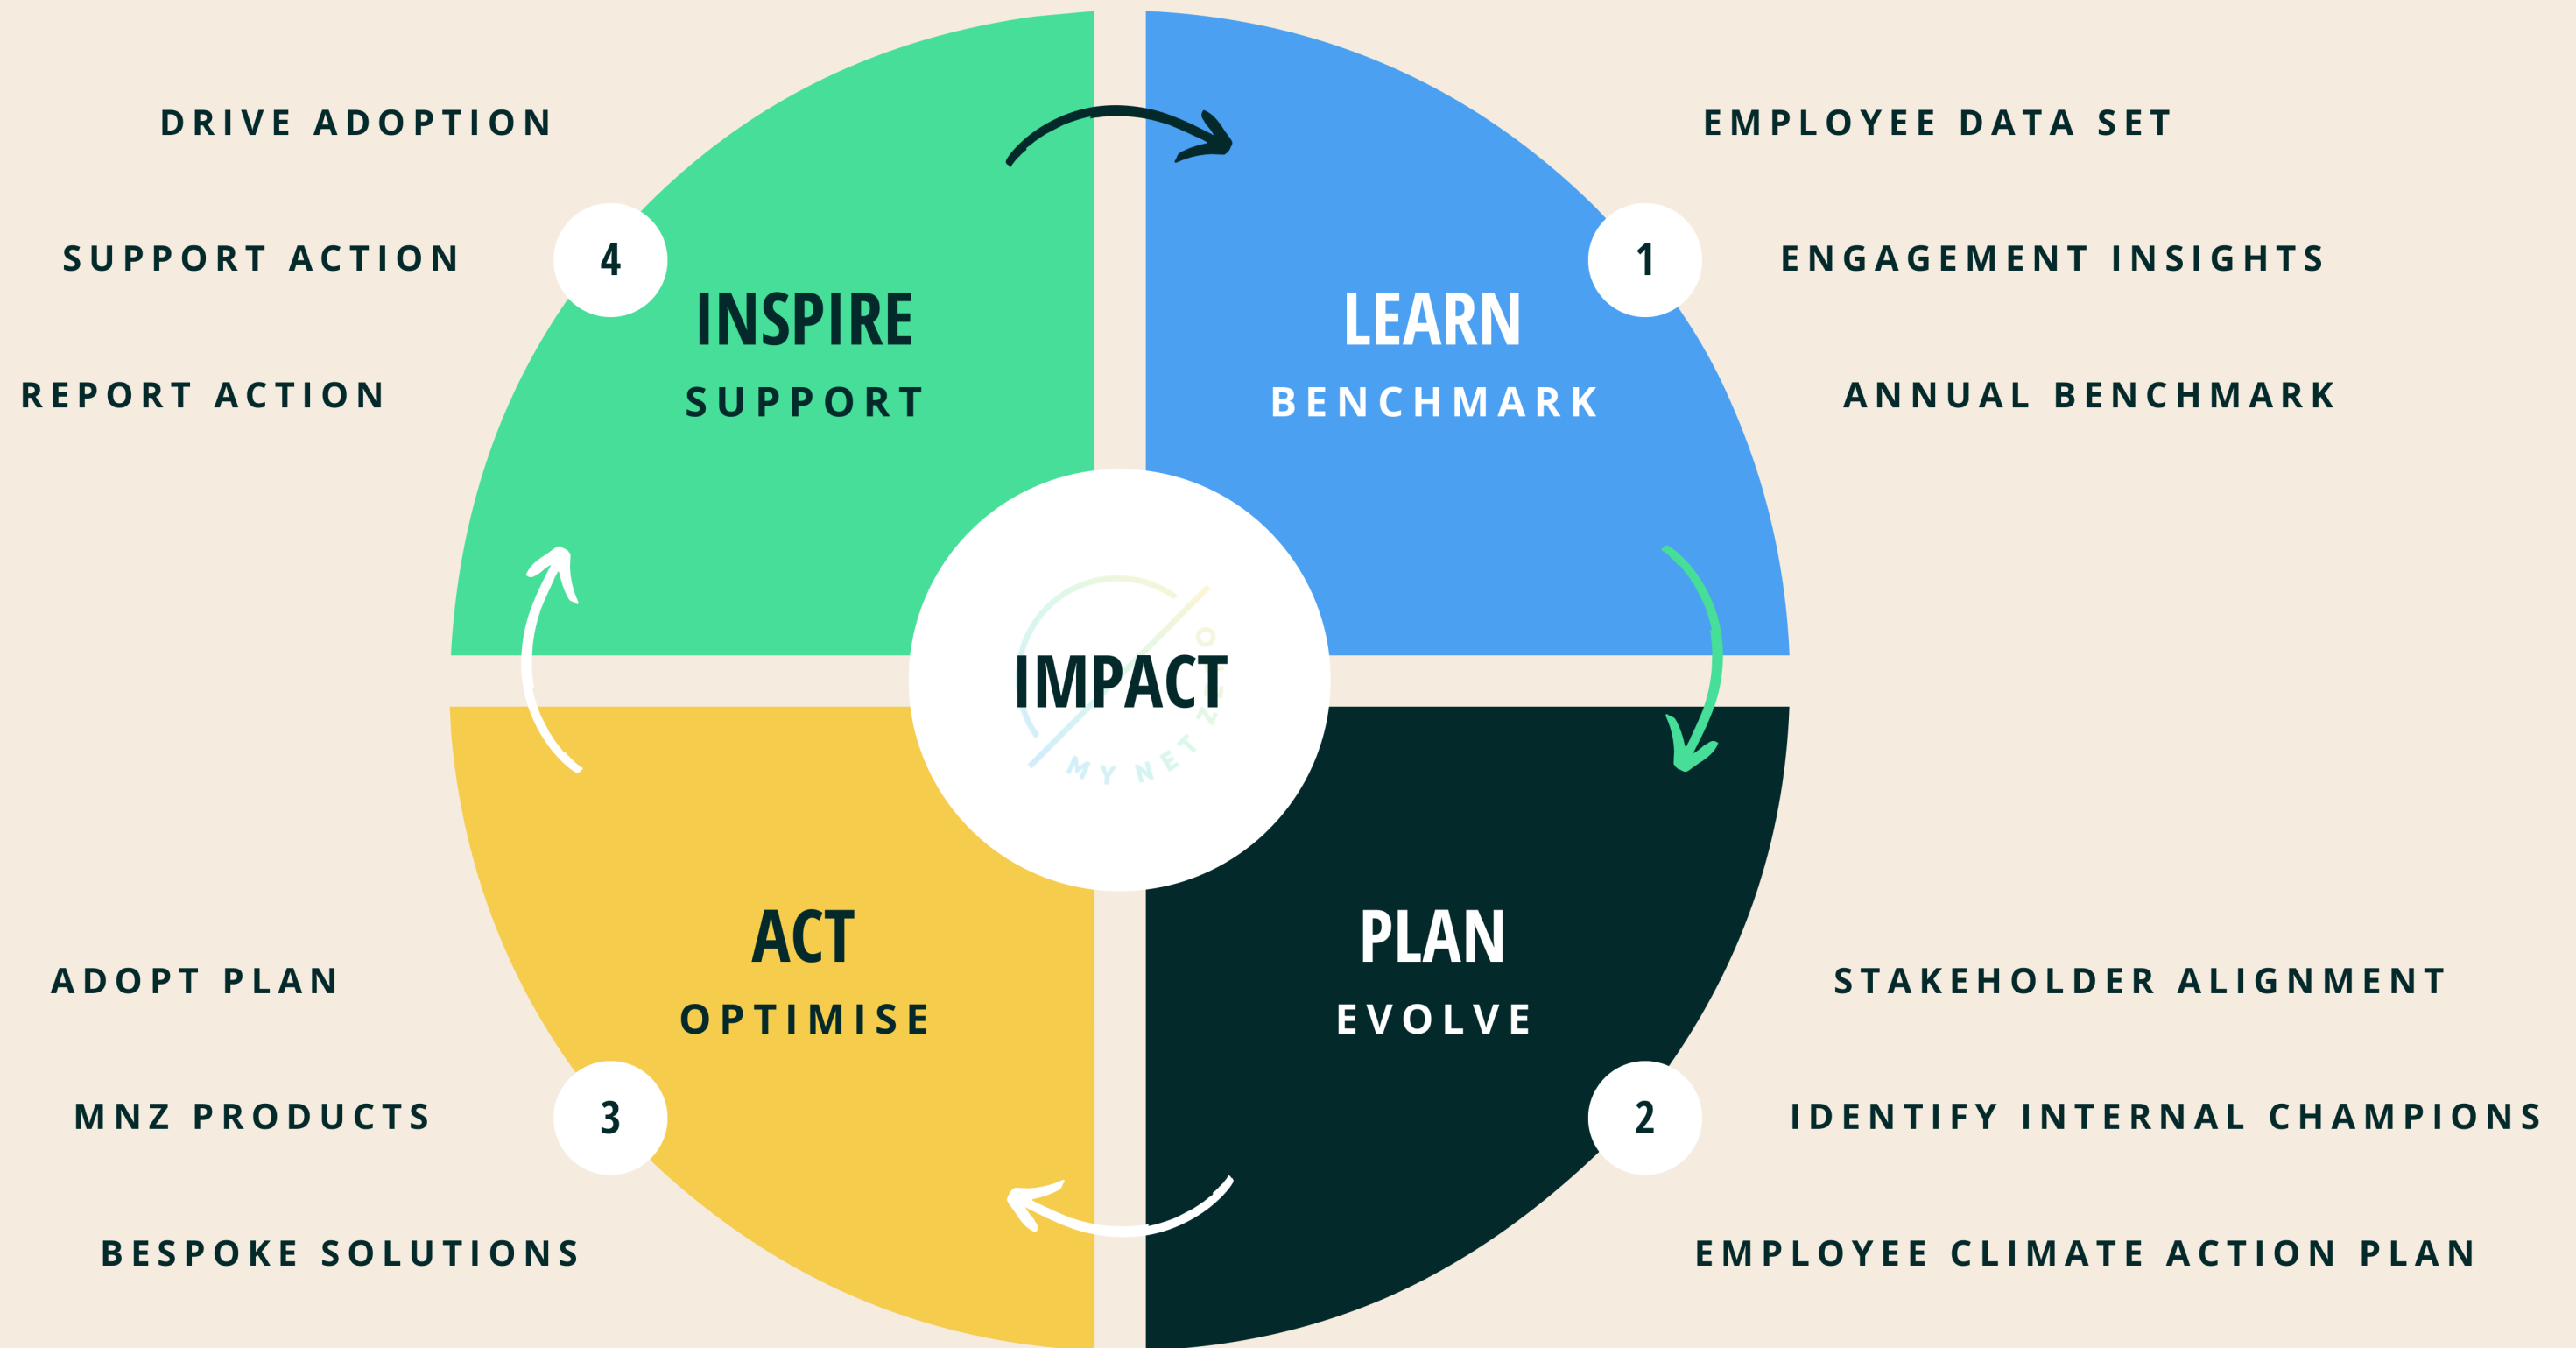 DRIVE ADOPTION
SUPPORT ACTION
REPORT ACTION
4
INSPIRE
SUPPORT
LEARN
BENCHMARK
1
EMPLOYEE DATA SET
ENGAGEMENT INSIGHTS
ANNUAL BENCHMARK
IMPACT
MY NET
ADOPT PLAN
MNZ PRODUCTS
BESPOKE SOLUTIONS
3
ACT
OPTIMISE
PLAN
EVOLVE
2
STAKEHOLDER ALIGNMENT
IDENTIFY INTERNAL CHAMPIONS
EMPLOYEE CLIMATE ACTION PLAN